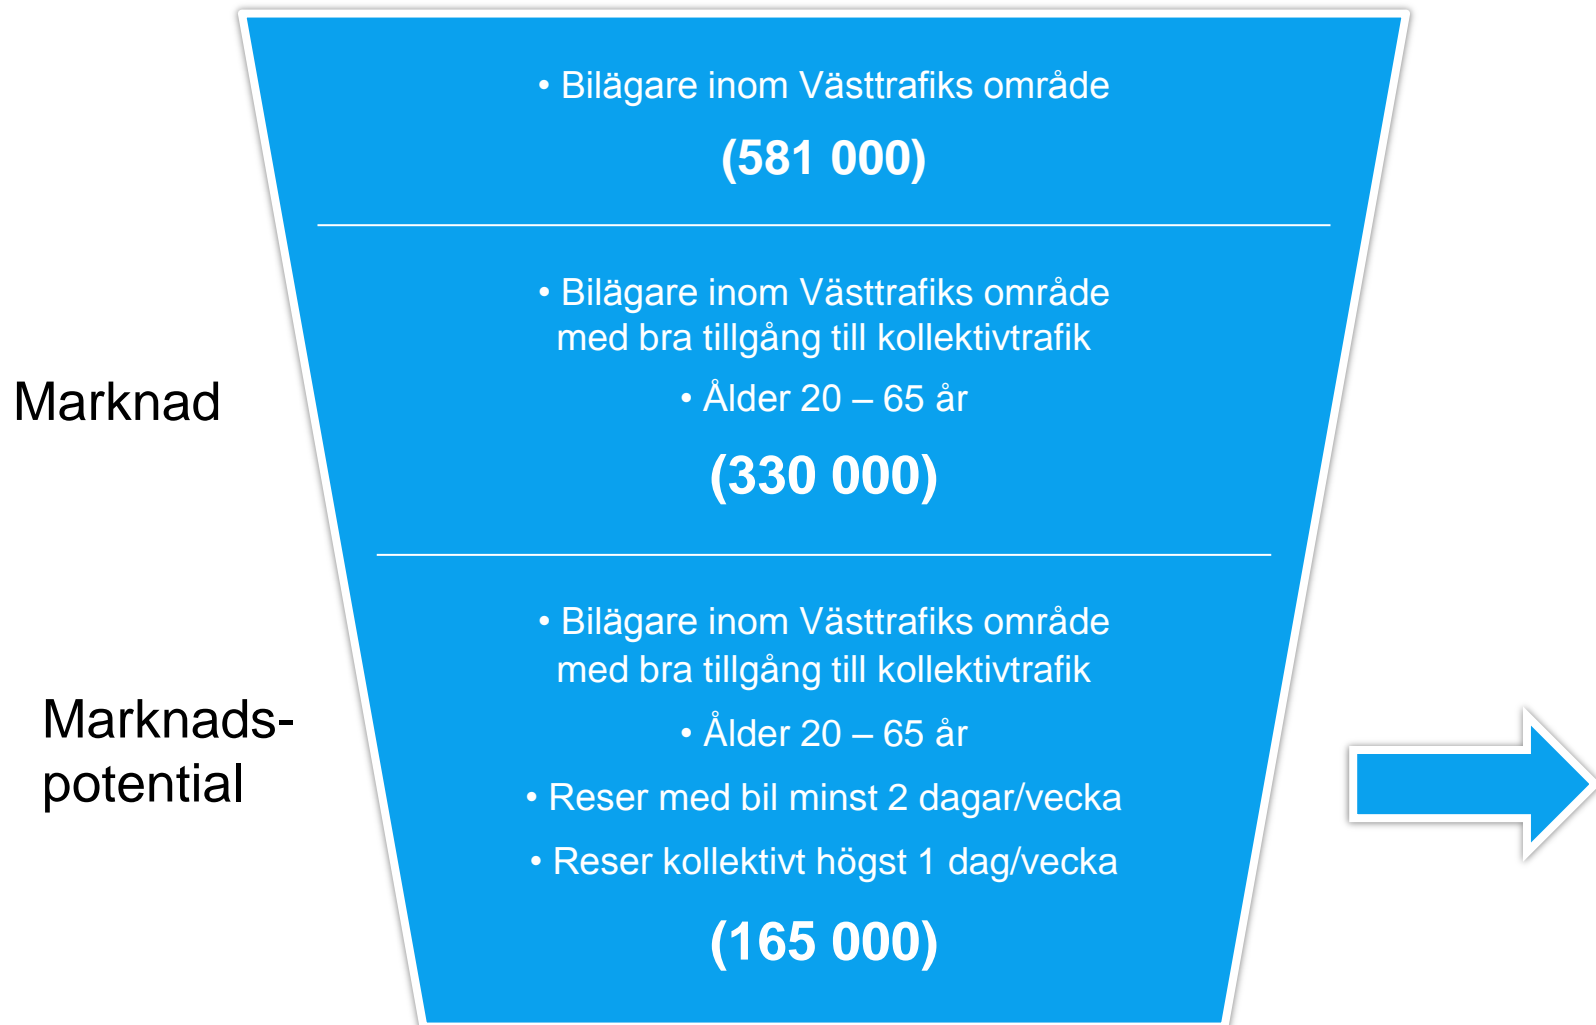 • Bilägare inom Västtrafiks område
(581 000)
Marknad
• Bilägare inom Västtrafiks område
med bra tillgång till kollektivtrafik
• Ålder 20 – 65 år
(330 000)
Marknads-
potential
• Bilägare inom Västtrafiks område
med bra tillgång till kollektivtrafik
• Ålder 20 – 65 år
• Reser med bil minst 2 dagar/vecka
• Reser kollektivt högst 1 dag/vecka
(165 000)